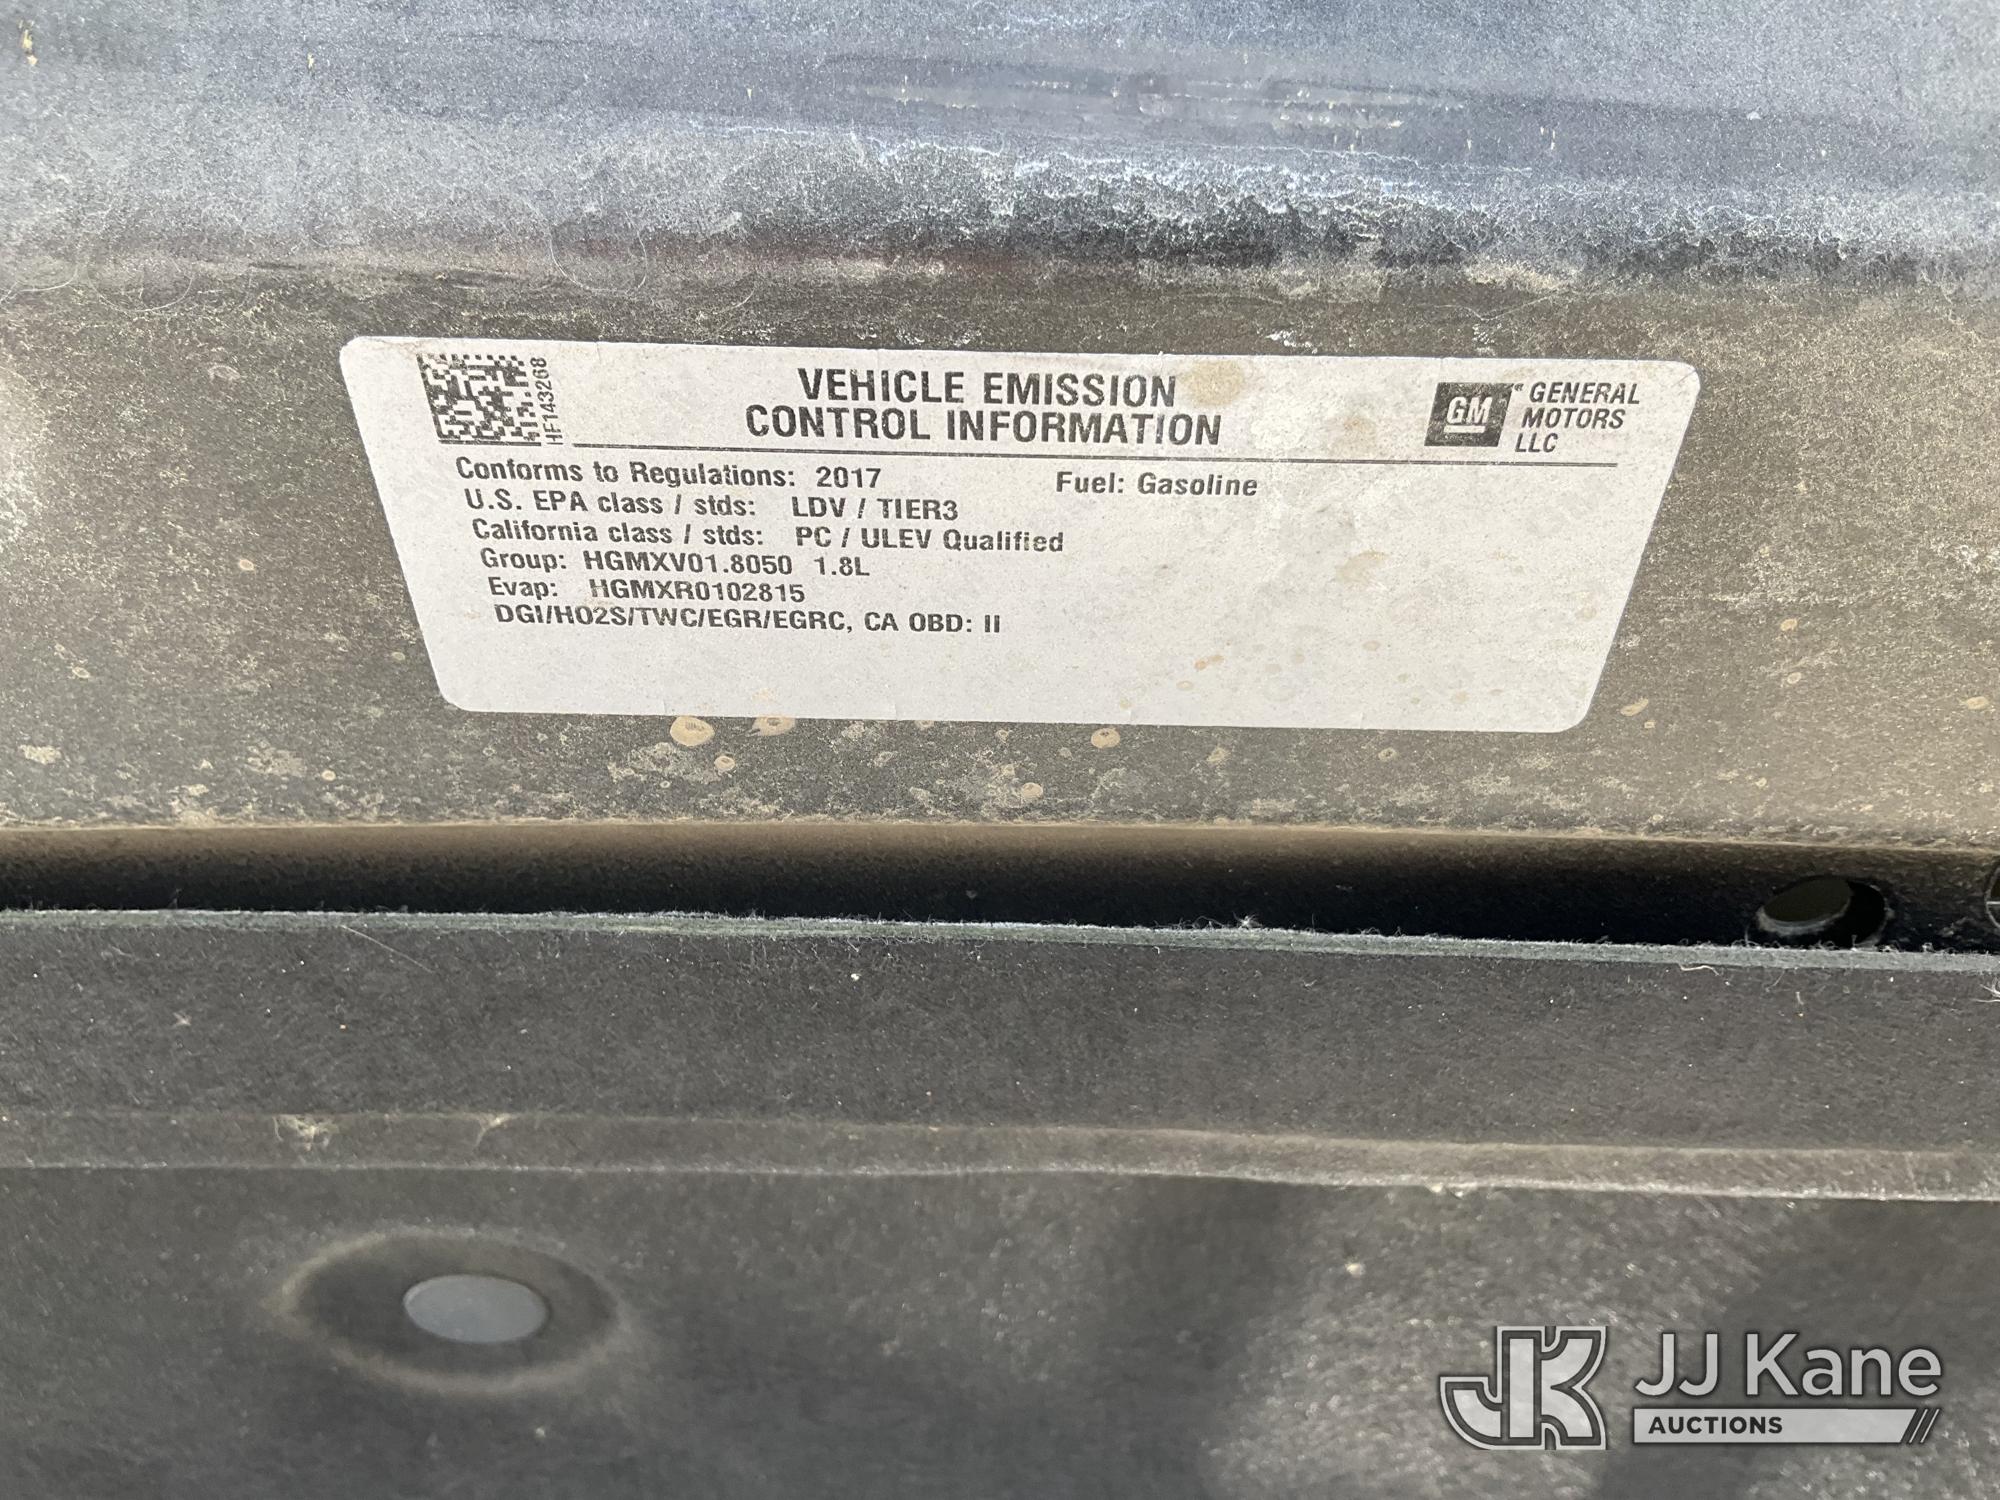 HF143268
VEHICLE EMISSION
CONTROL INFORMATION
GM
GENERAL
MOTORS
LLC
Conforms to Regulations: 2017 Fuel: Gasoline
U.S. EPA class / stds: LDV / TIER3
California class / stds: PC / ULEV Qualified
Group: HGMXV01.8050 1.8L
Evap: HGMXR0102815
DGI/HO2S/TWC/EGR/EGRC, CA OBD: II
JK JJ Kane
AUCTIONS